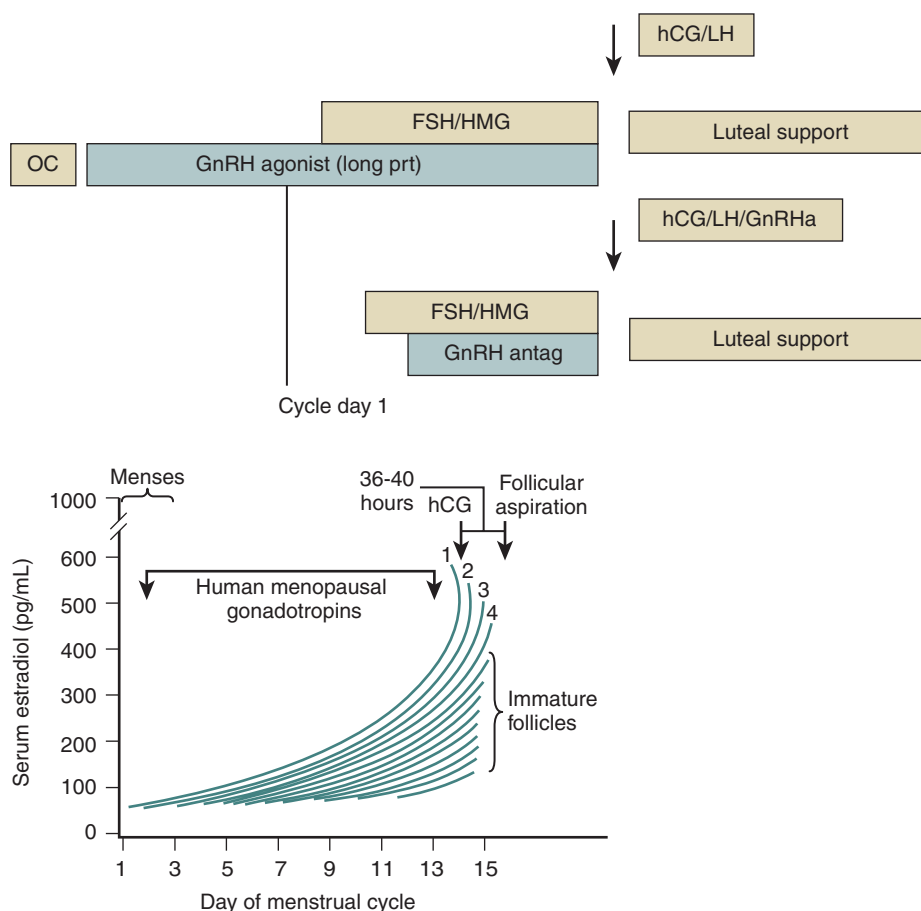 hCG/LH
FSH/HMG
Luteal support
OC
GnRH agonist (long prt)
hCG/LH/GnRHa
FSH/HMG
Luteal support
GnRH antag
Cycle day 1
Menses
36-40
hours
hCG
Follicular
aspiration
1000
600
500
400
300
200
100
0
Serum estradiol (pg/mL)
Human menopausal
gonadotropins
1
2
3
4
Immature
follicles
1 3 5 7 9 11 13 15
Day of menstrual cycle